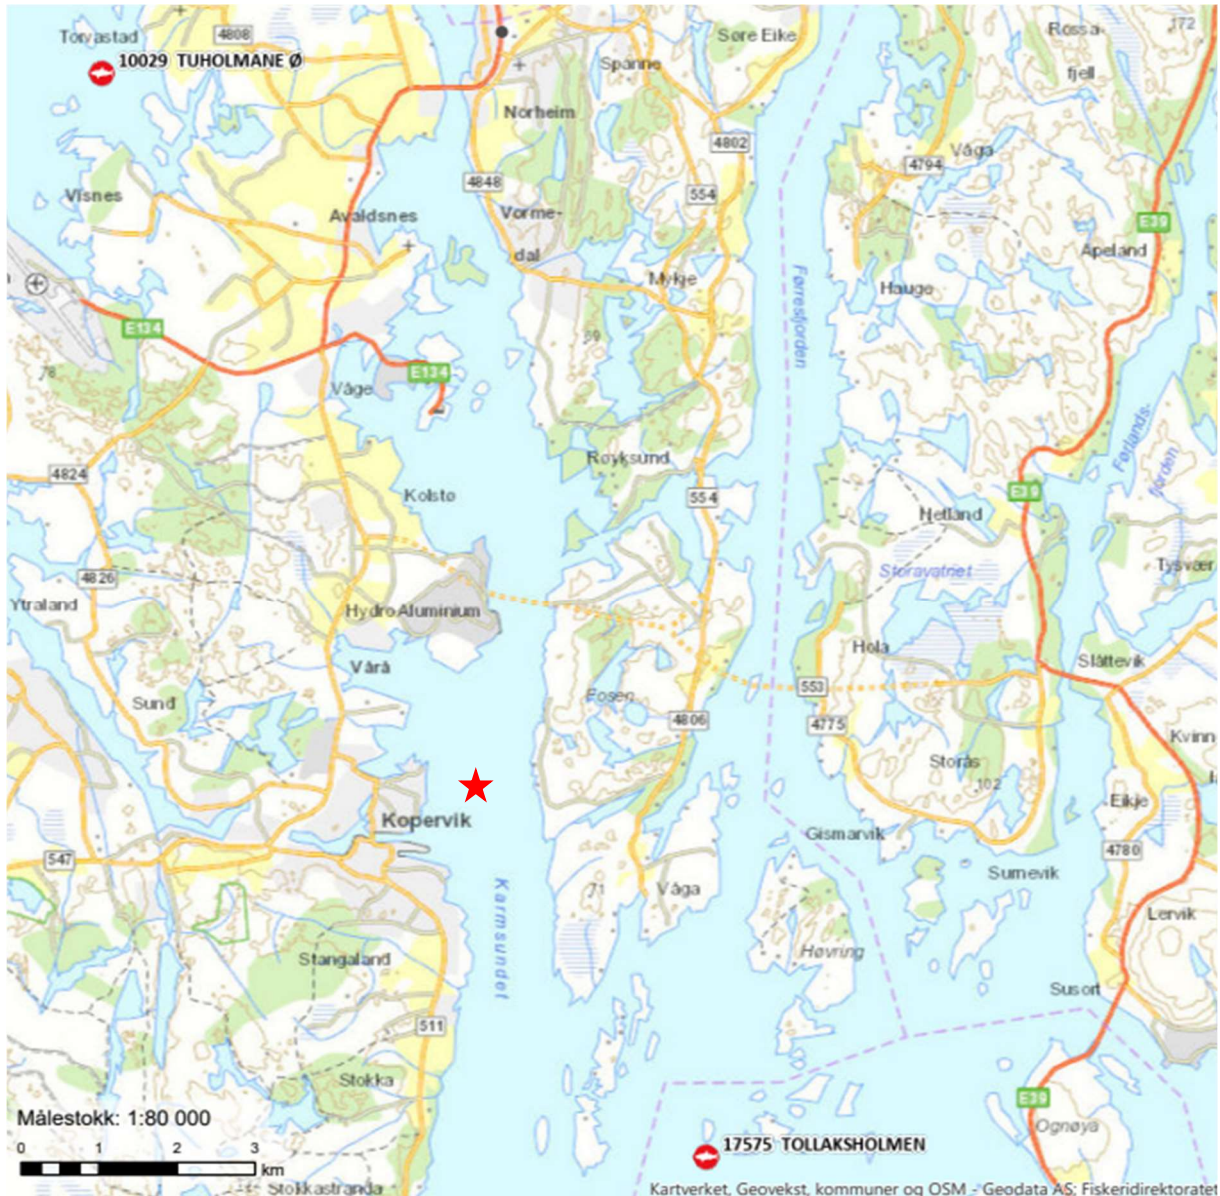 Torvastad
4808
10029 TUHOLMANE Ø
Søre Eike
Spanne
Rossa-
fjell
172
Norheim
4802
4794
Våga
Visnes
4848
554
Vorme-
dal
Avaldsnes
E39
Apeland
Mykje
Førresfjorden
Hauge
E134
69
78
E134
Våge
Røyksund
Førlands-
fjorden
4824
Kolstø
554
E39
Hetland
4826
Storavatnet
Tysvær
Ytraland
Hydro Aluminium
Hola
Slåttevik
Vårå
553
Sund
Fosen
4806
4775
Kvinn
Storås
102
Eikje
Kopervik
Gismarvik
547
4780
Sumevik
71
Våga
Karmsundet
Lervik
Høvring
Stangaland
Susort
511
Stokka
E39
Målestokk: 1:80 000
Ognøya
0 1 2 3
km
17575 TOLLAKSHOLMEN
Stokkastranda
Kartverket, Geovekst, kommuner og OSM - Geodata AS; Fiskeridirektoratet